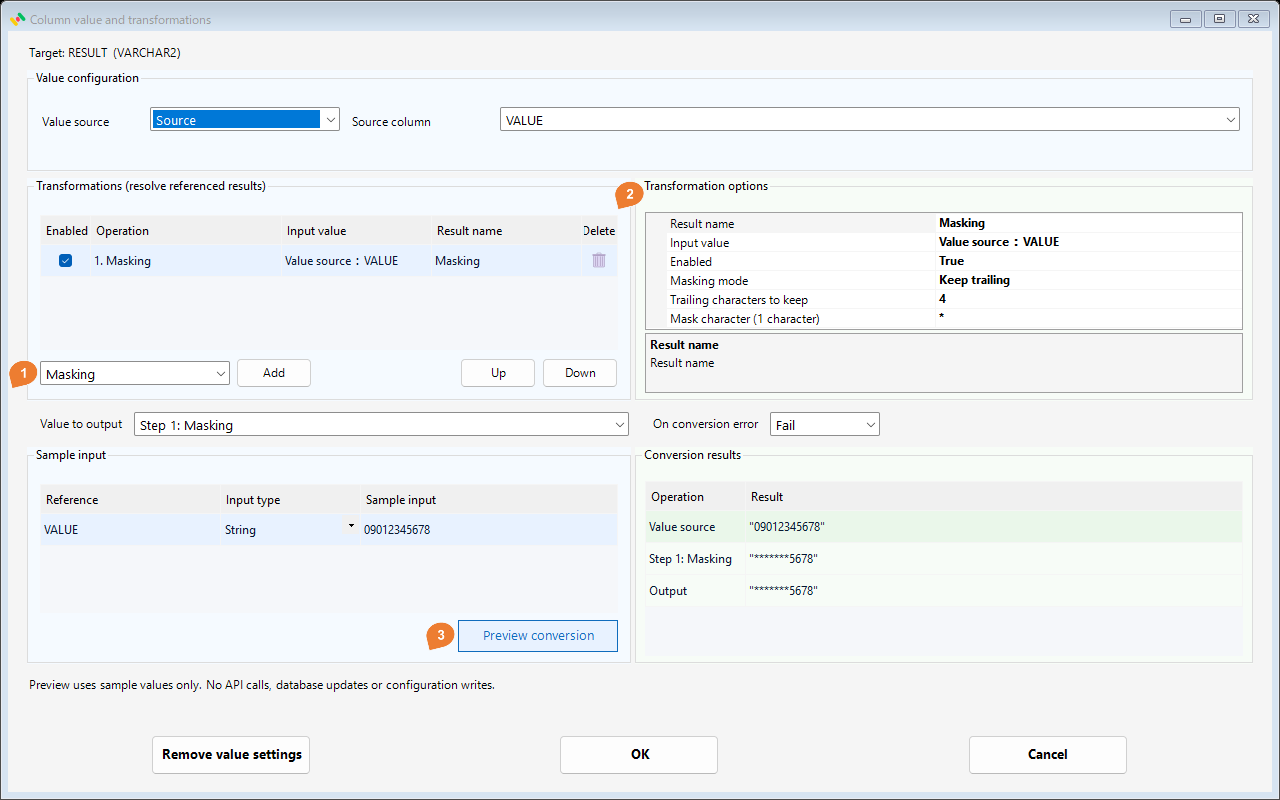 Column value and transformations
Target: RESULT (VARCHAR2)
Value configuration
Value source Source Source column VALUE
Transformations (resolve referenced results)
Enabled Operation Input value Result name Delete
1. Masking Value source : VALUE Masking
1 Masking Add Up Down
2 Transformation options
Result name Masking
Input value Value source : VALUE
Enabled True
Masking mode Keep trailing
Trailing characters to keep 4
Mask character (1 character) *
Result name
Result name
Value to output Step 1: Masking On conversion error Fail
Sample input
Reference Input type Sample input
VALUE String 09012345678
3 Preview conversion
Conversion results
Operation Result
Value source "09012345678"
Step 1: Masking "*******5678"
Output "*******5678"
Preview uses sample values only. No API calls, database updates or configuration writes.
Remove value settings OK Cancel